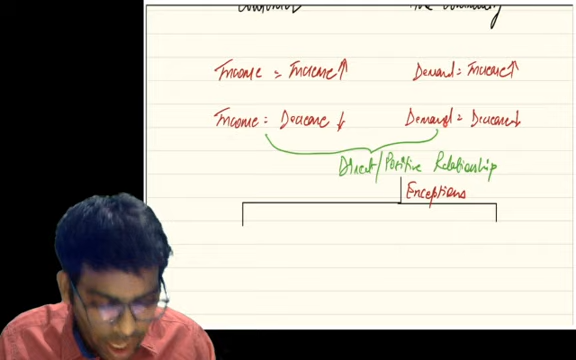 Income = Increase ↑ Demand = Increase ↑
Income = Decrease ↓ Demand = Decrease ↓
Direct/Positive Relationship
Exceptions